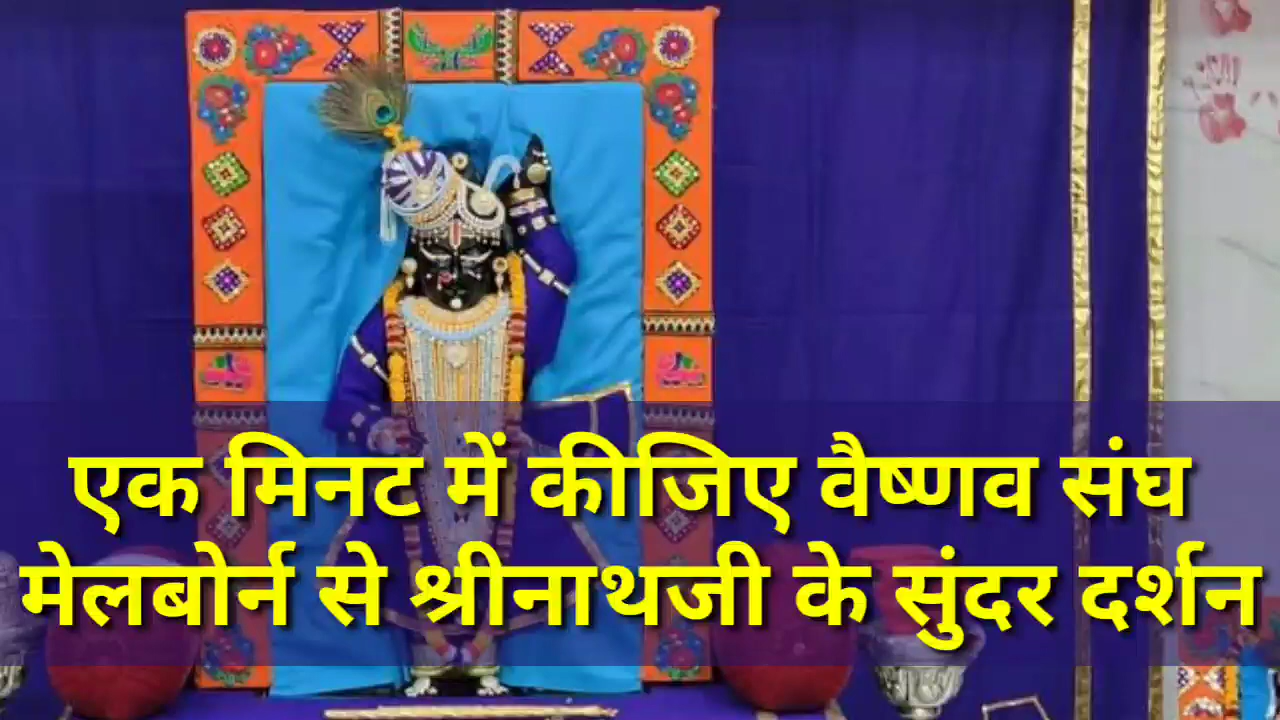 एक मिनट में कीजिए वैष्णव संघ
मेलबोर्न से श्रीनाथजी के सुंदर दर्शन